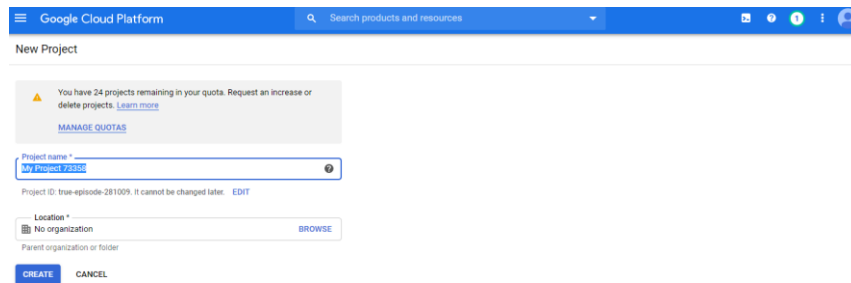 Google Cloud Platform
Search products and resources
1
New Project
You have 24 projects remaining in your quota. Request an increase or
delete projects. Learn more
MANAGE QUOTAS
Project name *
My Project 73358
Project ID: true-episode-281009. It cannot be changed later. EDIT
Location *
No organization BROWSE
Parent organization or folder
CREATE CANCEL